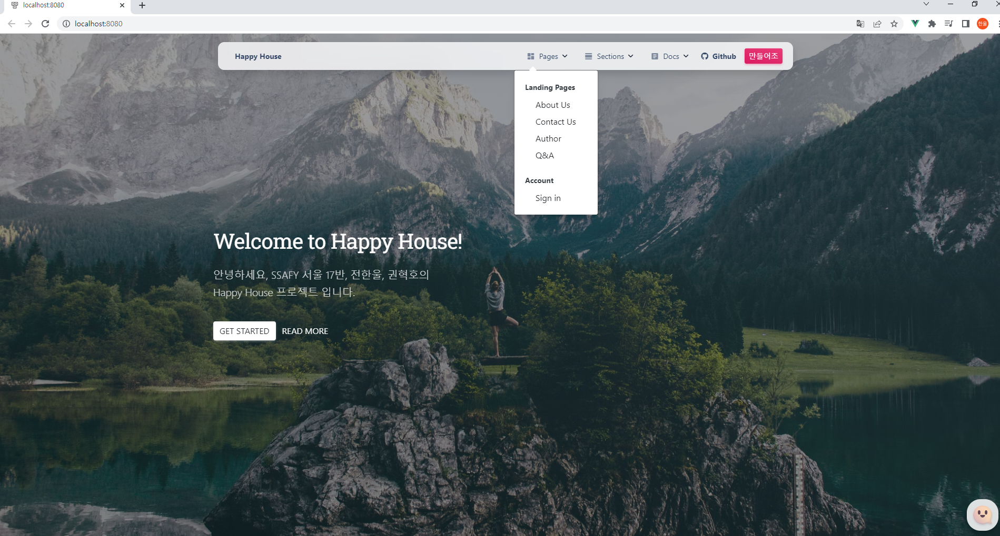 localhost:8080
localhost:8080
한울
Happy House
Pages
Sections
Docs
Github
만들어조
Landing Pages
About Us
Contact Us
Author
Q&A
Account
Sign in
Welcome to Happy House!
안녕하세요, SSAFY 서울 17반, 전한울, 권혁호의
Happy House 프로젝트 입니다.
GET STARTED
READ MORE